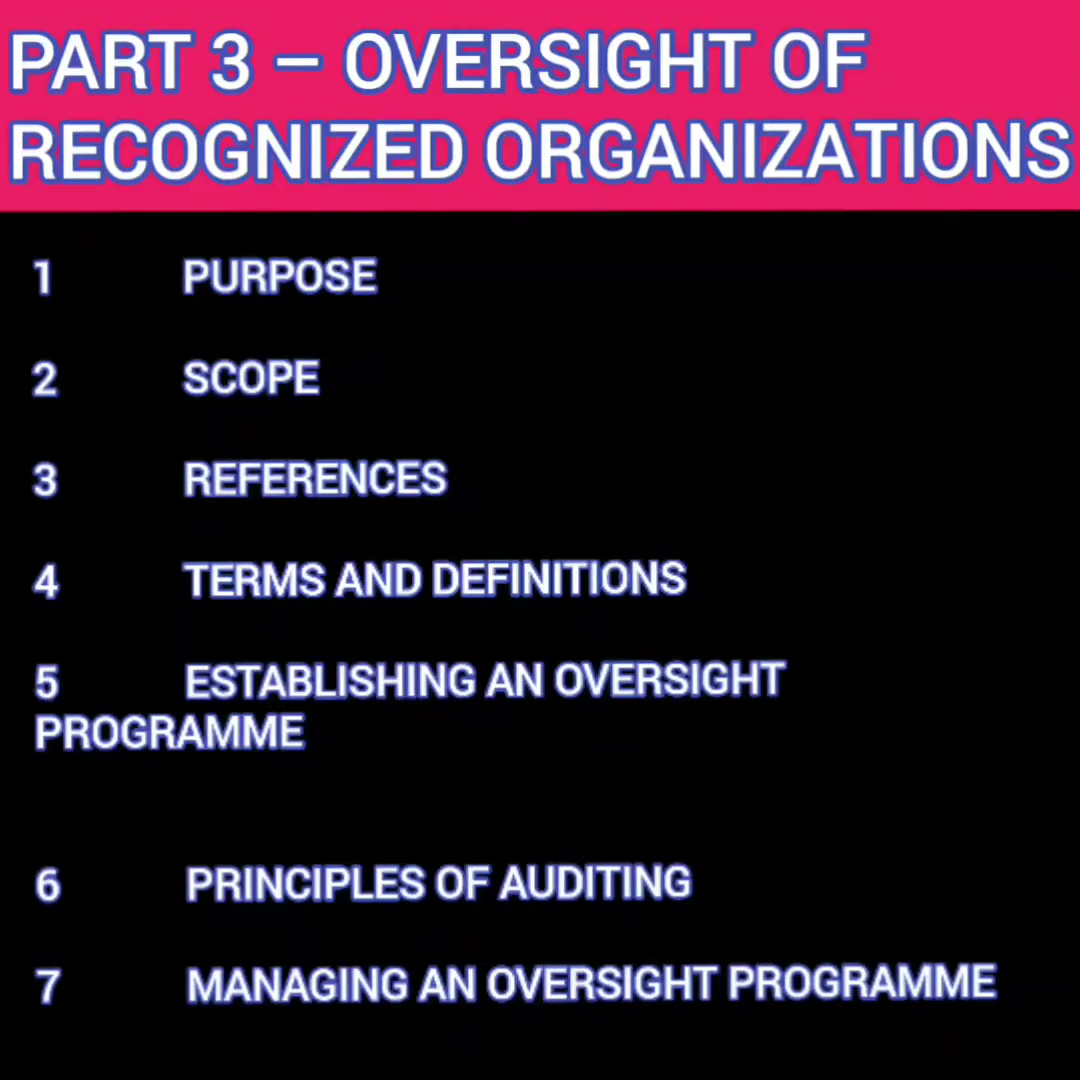 PART 3 – OVERSIGHT OF
RECOGNIZED ORGANIZATIONS
1 PURPOSE
2 SCOPE
3 REFERENCES
4 TERMS AND DEFINITIONS
5 ESTABLISHING AN OVERSIGHT
PROGRAMME
6 PRINCIPLES OF AUDITING
7 MANAGING AN OVERSIGHT PROGRAMME